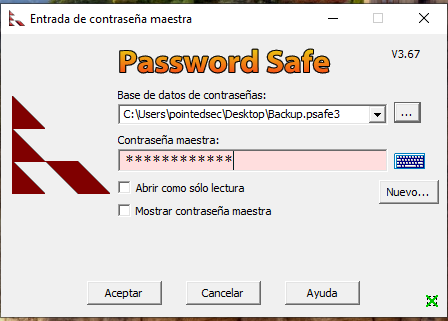 Entrada de contraseña maestra
Password Safe
V3.67
Base de datos de contraseñas:
C:\Users\pointedsec\Desktop\Backup.psafe3
...
Contraseña maestra:
************
Abrir como sólo lectura
Nuevo...
Mostrar contraseña maestra
Aceptar
Cancelar
Ayuda